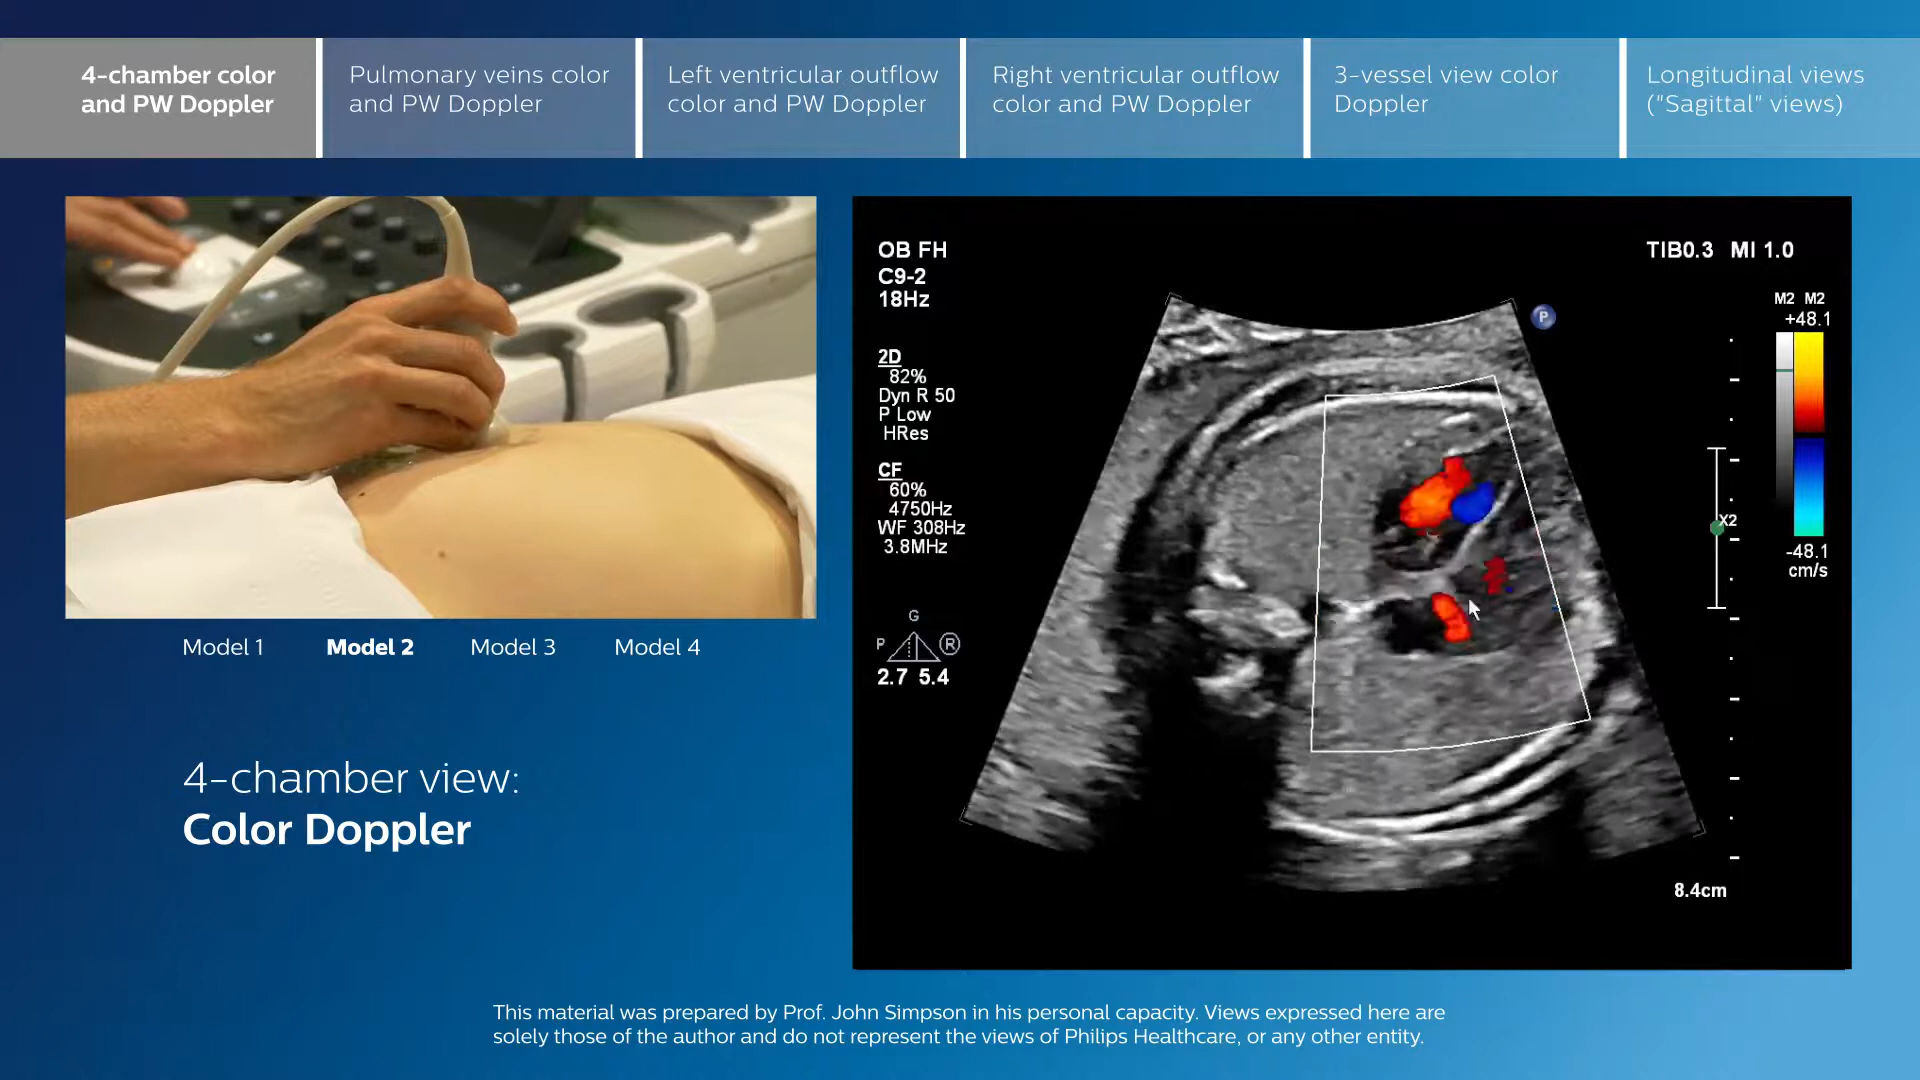 4-chamber color
and PW Doppler
Pulmonary veins color
and PW Doppler
Left ventricular outflow
color and PW Doppler
Right ventricular outflow
color and PW Doppler
3-vessel view color
Doppler
Longitudinal views
("Sagittal" views)
OB FH
C9-2
18Hz
2D
82%
Dyn R 50
P Low
HRes
CF
60%
4750Hz
WF 308Hz
3.8MHz
G
P R
2.7 5.4
TIB0.3 MI 1.0
P
M2 M2
+48.1
X2
-48.1
cm/s
8.4cm
Model 1 Model 2 Model 3 Model 4
4-chamber view:
Color Doppler
This material was prepared by Prof. John Simpson in his personal capacity. Views expressed here are
solely those of the author and do not represent the views of Philips Healthcare, or any other entity.